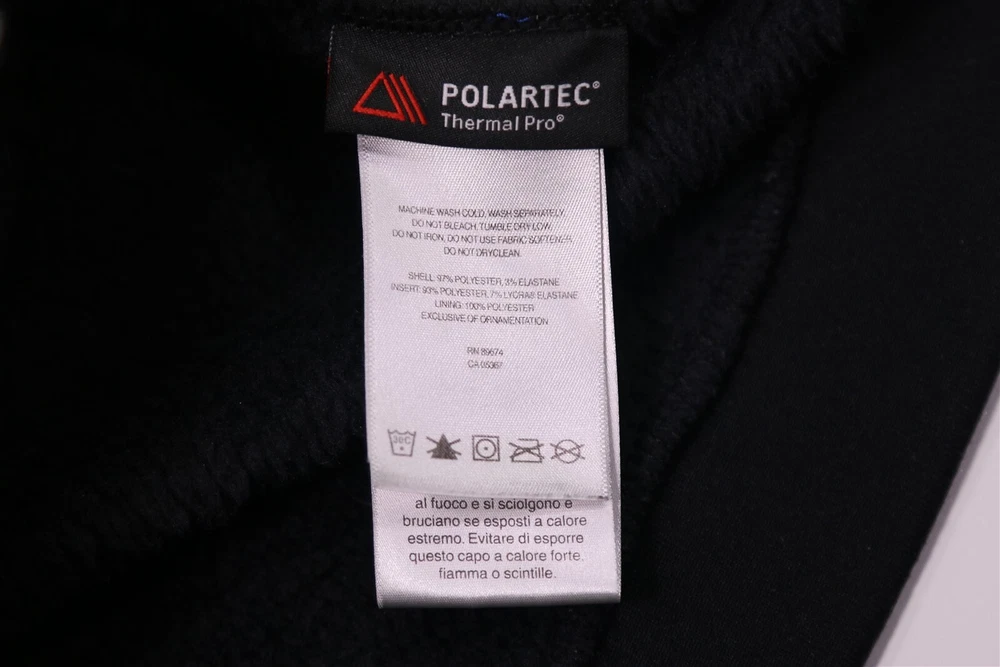 POLARTEC®
Thermal Pro®
MACHINE WASH COLD, WASH SEPARATELY,
DO NOT BLEACH, TUMBLE DRY LOW,
DO NOT IRON, DO NOT USE FABRIC SOFTENER,
DO NOT DRYCLEAN.
SHELL: 97% POLYESTER, 3% ELASTANE
INSERT: 93% POLYESTER, 7% LYCRA® ELASTANE
LINING: 100% POLYESTER
EXCLUSIVE OF ORNAMENTATION
RN 89674
CA 05367
30C
al fuoco e si sciolgono e
bruciano se esposti a calore
estremo. Evitare di esporre
questo capo a calore forte,
fiamma o scintille.